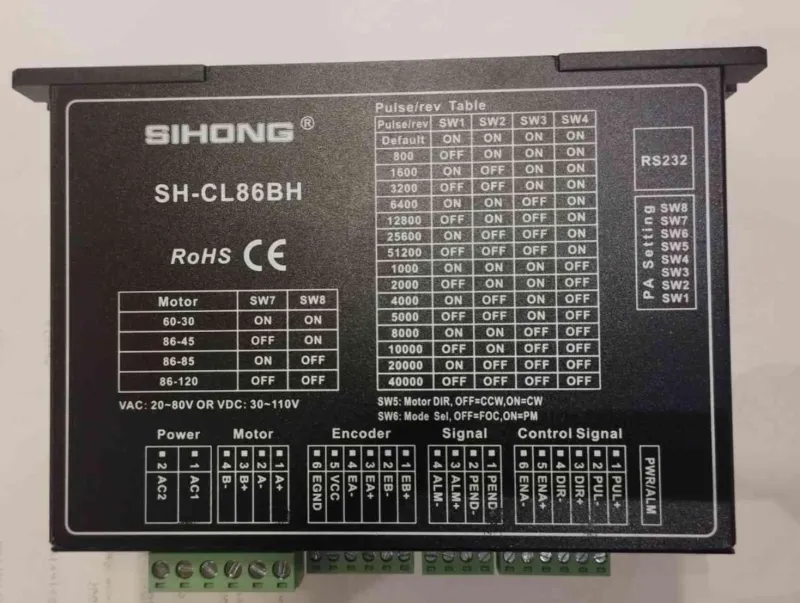 SIHONG ®
SH-CL86BH
RoHS CE
Motor SW7 SW8
60-30 ON ON
86-45 OFF ON
86-85 ON OFF
86-120 OFF OFF
VAC: 20~80V OR VDC: 30~110V
Pulse/rev Table
Pulse/rev SW1 SW2 SW3 SW4
Default ON ON ON ON
800 OFF ON ON ON
1600 ON OFF ON ON
3200 OFF OFF ON ON
6400 ON ON OFF ON
12800 OFF ON OFF ON
25600 ON OFF OFF ON
51200 OFF OFF OFF ON
1000 ON ON ON OFF
2000 OFF ON ON OFF
4000 ON OFF ON OFF
5000 OFF OFF ON OFF
8000 ON ON OFF OFF
10000 OFF ON OFF OFF
20000 ON OFF OFF OFF
40000 OFF OFF OFF OFF
SW5: Motor DIR, OFF=CCW,ON=CW
SW6: Mode Sel, OFF=FOC,ON=PM
RS232
PA Setting
SW8
SW7
SW6
SW5
SW4
SW3
SW2
SW1
Power
2 AC2
1 AC1
Motor
4 B-
3 B+
2 A-
1 A+
Encoder
6 EGND
5 VCC
4 EA-
3 EA+
2 EB-
1 EB+
Signal
4 ALM-
3 ALM+
2 PEND-
1 PEND
Control Signal
6 ENA-
5 ENA+
4 DIR-
3 DIR+
2 PUL-
1 PUL+
PWR/ALM